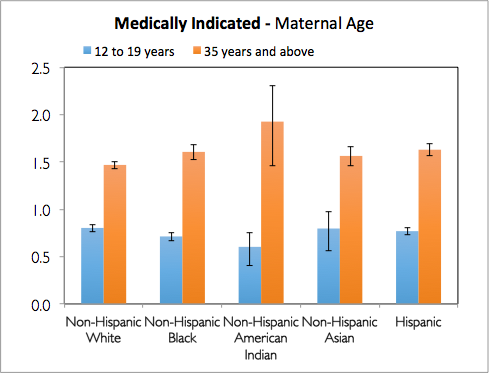 Medically Indicated - Maternal Age
12 to 19 years 35 years and above
2.5
2.0
1.5
1.0
0.5
0.0
Non-Hispanic White
Non-Hispanic Black
Non-Hispanic American Indian
Non-Hispanic Asian
Hispanic